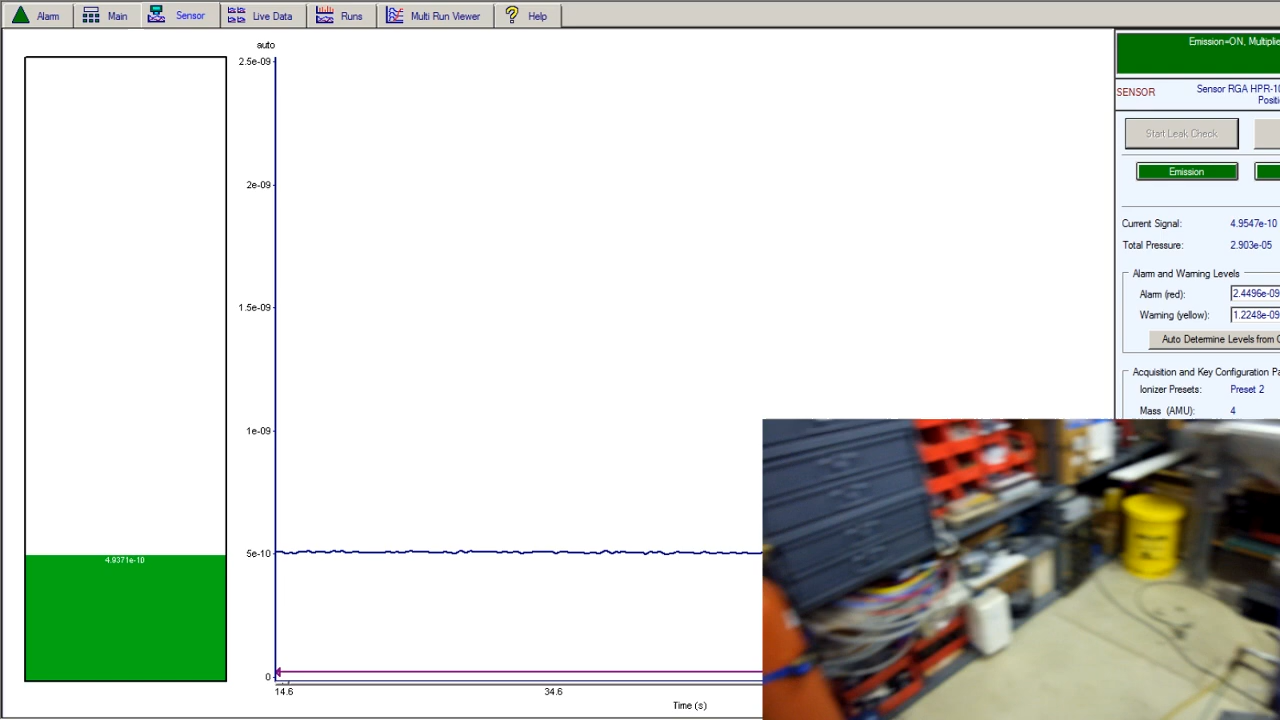 Alarm Main Sensor Live Data Runs Multi Run Viewer Help
auto
2.5e-09
2e-09
1.5e-09
1e-09
5e-10
0
4.9371e-10
14.6 34.6
Time (s)
Emission=ON, Multiplie
SENSOR Sensor RGA HPR-10
Positi
Start Leak Check
Emission
Current Signal: 4.9547e-10
Total Pressure: 2.903e-05
Alarm and Warning Levels
Alarm (red): 2.4496e-09
Warning (yellow): 1.2248e-09
Auto Determine Levels from C
Acquisition and Key Configuration Pa
Ionizer Presets: Preset 2
Mass (AMU): 4